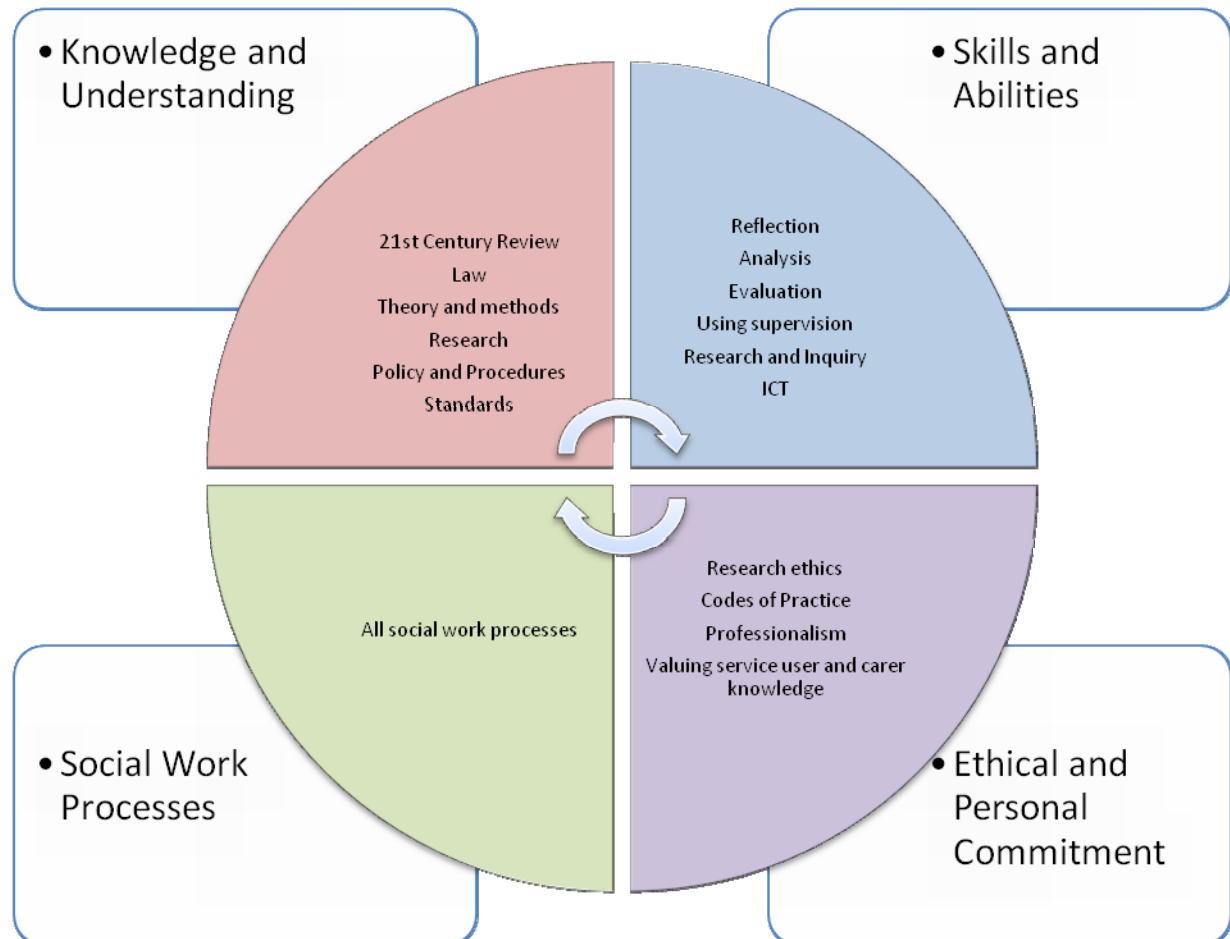 • Knowledge and
Understanding
• Skills and
Abilities
21st Century Review
Law
Theory and methods
Research
Policy and Procedures
Standards
Reflection
Analysis
Evaluation
Using supervision
Research and Inquiry
ICT
All social work processes
Research ethics
Codes of Practice
Professionalism
Valuing service user and carer
knowledge
• Social Work
Processes
• Ethical and
Personal
Commitment